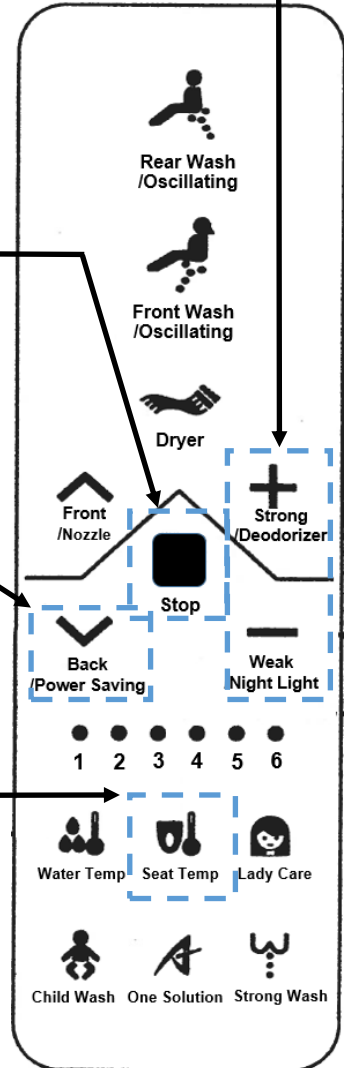 Rear Wash
/Oscillating
Front Wash
/Oscillating
Dryer
Front
/Nozzle
Strong
/Deodorizer
Stop
Back
/Power Saving
Weak
Night Light
1 2 3 4 5 6
Water Temp Seat Temp Lady Care
Child Wash One Solution Strong Wash